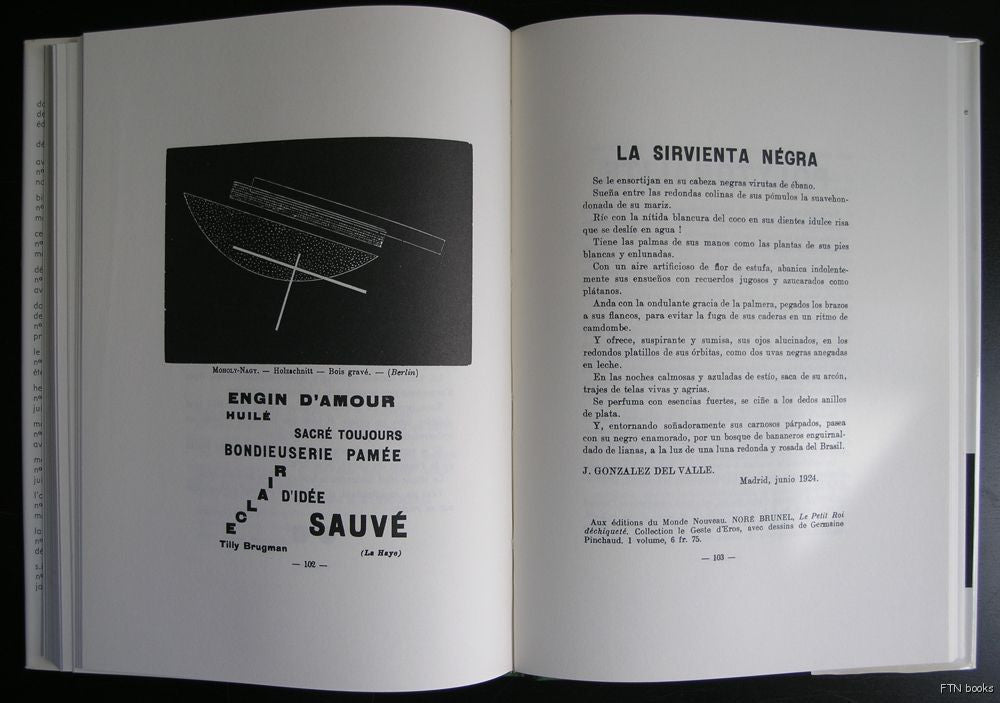 MOHOLY-NAGY. — Holzschnitt — Bois gravé. — (Berlin)
ENGIN D'AMOUR
HUILÉ
SACRÉ TOUJOURS
BONDIEUSERIE PAMÉE
ECLAIR D'IDÉE
SAUVÉ
Tilly Brugman (La Haye)
— 102 —
LA SIRVIENTA NÉGRA
Se le ensortijan en su cabeza negras virutas de ébano.
Sueña entre las redondas colinas de sus pómulos la suavehon-
donada de su mariz.
Ríe con la nítida blancura del coco en sus dientes idulce risa
que se deslíe en agua !
Tiene las palmas de sus manos como las plantas de sus pies
blancas y enlunadas.
Con un aire artificioso de flor de estufa, abanica indolente-
mente sus ensueños con recuerdos jugosos y azucarados como
plátanos.
Anda con la ondulante gracia de la palmera, pegados los brazos
a sus flancos, para evitar la fuga de sus caderas en un ritmo de
camdombe.
Y ofrece, suspirante y sumisa, sus ojos alucinados, en los
redondos platillos de sus órbitas, como dos uvas negras anegadas
en leche.
En las noches calmosas y azuladas de estío, saca de su arcón,
trajes de telas vivas y agrias.
Se perfuma con esencias fuertes, se ciñe a los dedos anillos
de plata.
Y, entornando soñadoramente sus carnosos párpados, pasea
con su negro enamorado, por un bosque de bananeros enguirnal-
dado de lianas, a la luz de una luna redonda y rosada del Brasil.
J. GONZALEZ DEL VALLE.
Madrid, junio 1924.
Aux éditions du Monde Nouveau. NORÉ BRUNEL, Le Petit Roi
déchiqueté. Collection le Geste d'Eros, avec dessins de Germaine
Pinchaud. 1 volume, 6 fr. 75.
— 103 —
FTN books